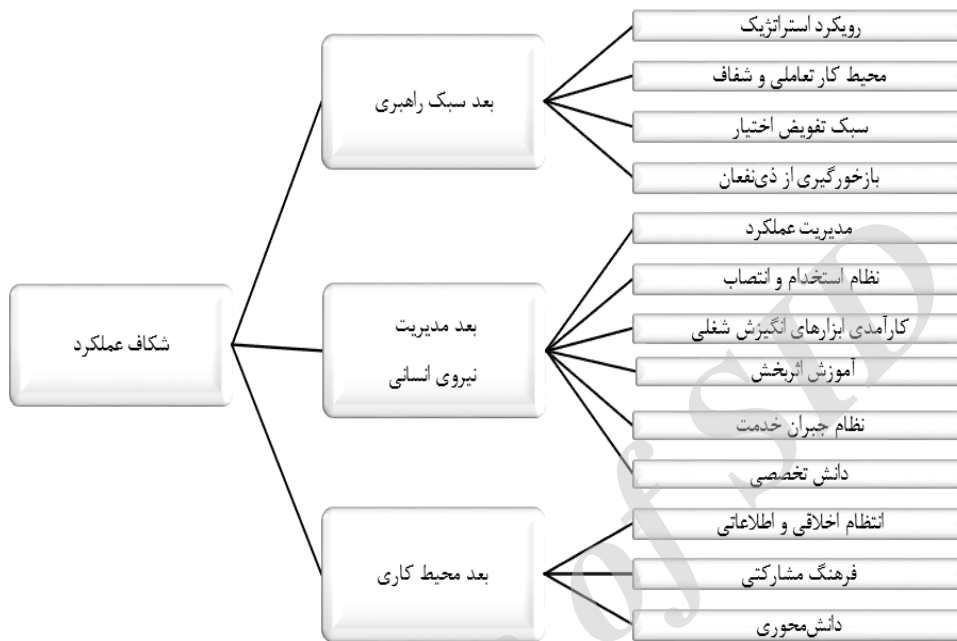 شکاف عملکرد
بعد سبک راهبری
رویکرد استراتژیک
محیط کار تعاملی و شفاف
سبک تفویض اختیار
بازخورگیری از ذی‌نفعان
بعد مدیریت
نیروی انسانی
مدیریت عملکرد
نظام استخدام و انتصاب
کارآمدی ابزارهای انگیزش شغلی
آموزش اثربخش
نظام جبران خدمت
دانش تخصصی
بعد محیط کاری
انتظام اخلاقی و اطلاعاتی
فرهنگ مشارکتی
دانش‌محوری
of SID